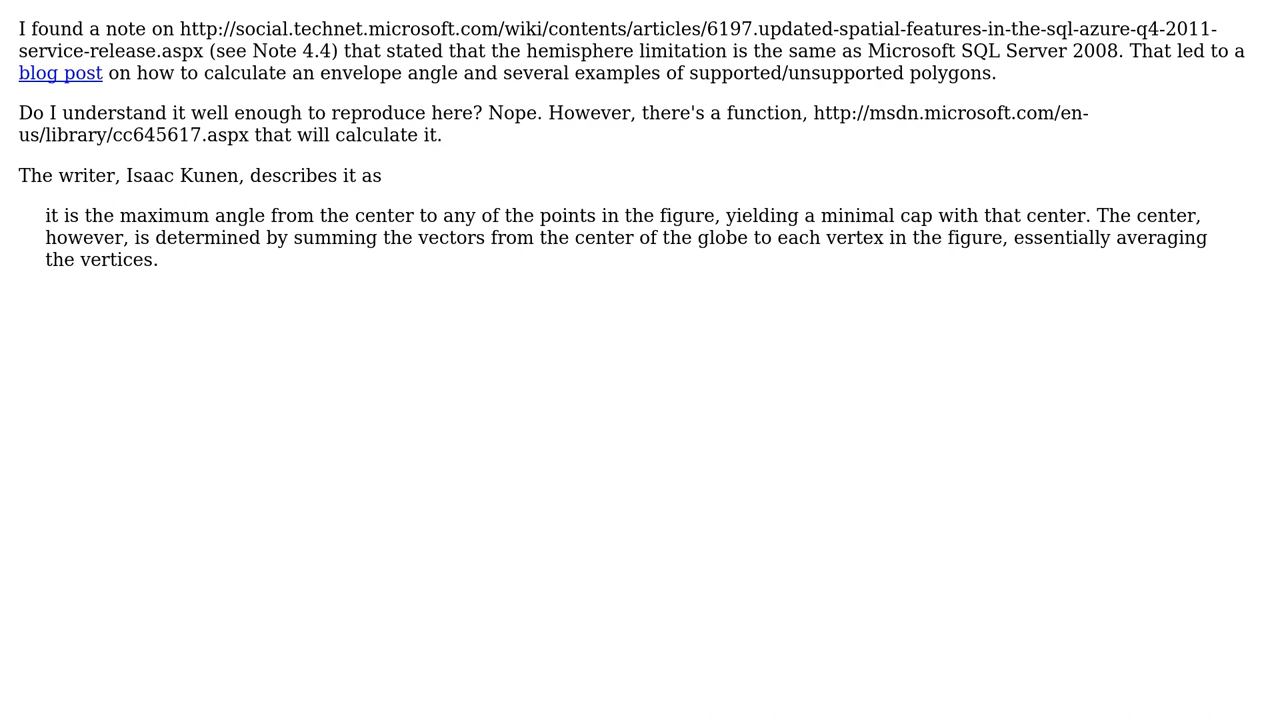 I found a note on http://social.technet.microsoft.com/wiki/contents/articles/6197.updated-spatial-features-in-the-sql-azure-q4-2011-
service-release.aspx (see Note 4.4) that stated that the hemisphere limitation is the same as Microsoft SQL Server 2008. That led to a
blog post on how to calculate an envelope angle and several examples of supported/unsupported polygons.
Do I understand it well enough to reproduce here? Nope. However, there's a function, http://msdn.microsoft.com/en-
us/library/cc645617.aspx that will calculate it.
The writer, Isaac Kunen, describes it as
it is the maximum angle from the center to any of the points in the figure, yielding a minimal cap with that center. The center,
however, is determined by summing the vectors from the center of the globe to each vertex in the figure, essentially averaging
the vertices.